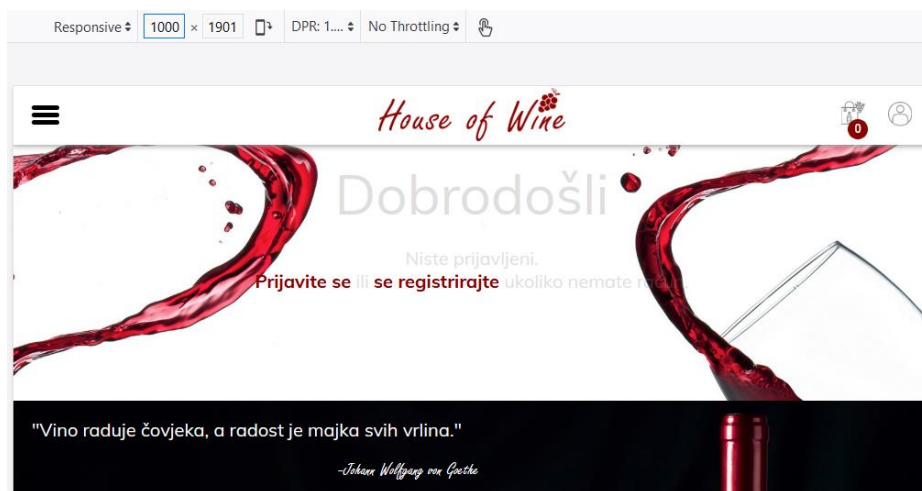 Responsive 1000 × 1901 DPR: 1.... No Throttling
House of Wine
0
Dobrodošli
Niste prijavljeni.
Prijavite se ili se registrirajte ukoliko nemate račun.
"Vino raduje čovjeka, a radost je majka svih vrlina."
-Johann Wolfgang von Goethe